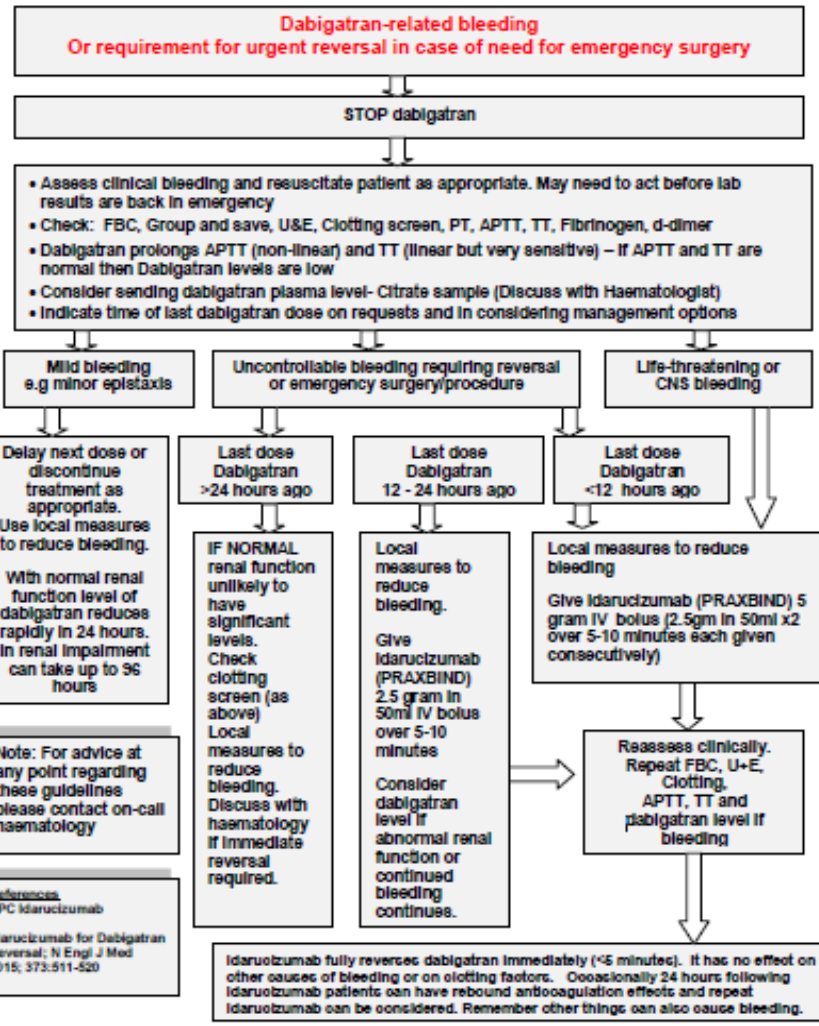 Dabigatran-related bleeding
Or requirement for urgent reversal in case of need for emergency surgery
STOP dabigatran
• Assess clinical bleeding and resuscitate patient as appropriate. May need to act before lab
results are back in emergency
• Check: FBC, Group and save, U&E, Clotting screen, PT, APTT, TT, Fibrinogen, d-dimer
• Dabigatran prolongs APTT (non-linear) and TT (linear but very sensitive) – if APTT and TT are
normal then Dabigatran levels are low
• Consider sending dabigatran plasma level- Citrate sample (Discuss with Haematologist)
• Indicate time of last dabigatran dose on requests and in considering management options
Mild bleeding
e.g minor epistaxis
Uncontrollable bleeding requiring reversal
or emergency surgery/procedure
Life-threatening or
CNS bleeding
Delay next dose or
discontinue
treatment as
appropriate.
Use local measures
to reduce bleeding.
With normal renal
function level of
dabigatran reduces
rapidly in 24 hours.
In renal impairment
can take up to 96
hours
Last dose
Dabigatran
>24 hours ago
IF NORMAL
renal function
unlikely to
have
significant
levels.
Check
clotting
screen (as
above)
Local
measures to
reduce
bleeding.
Discuss with
haematology
if immediate
reversal
required.
Last dose
Dabigatran
12 - 24 hours ago
Local
measures to
reduce
bleeding.
Give
Idarucizumab
(PRAXBIND)
2.5 gram in
50ml IV bolus
over 5-10
minutes
Consider
dabigatran
level if
abnormal renal
function or
continued
bleeding
continues.
Last dose
Dabigatran
<12 hours ago
Local measures to reduce
bleeding
Give Idarucizumab (PRAXBIND) 5
gram IV bolus (2.5gm in 50ml x2
over 5-10 minutes each given
consecutively)
Reassess clinically.
Repeat FBC, U+E,
Clotting,
APTT, TT and
dabigatran level if
bleeding
Note: For advice at
any point regarding
these guidelines
please contact on-call
haematology
References
SPC Idarucizumab
Idarucizumab for Dabigatran
Reversal; N Engl J Med
2015; 373:511-520
Idarucizumab fully reverses dabigatran immediately (<5 minutes). It has no effect on
other causes of bleeding or on clotting factors. Occasionally 24 hours following
Idarucizumab patients can have rebound anticoagulation effects and repeat
Idarucizumab can be considered. Remember other things can also cause bleeding.